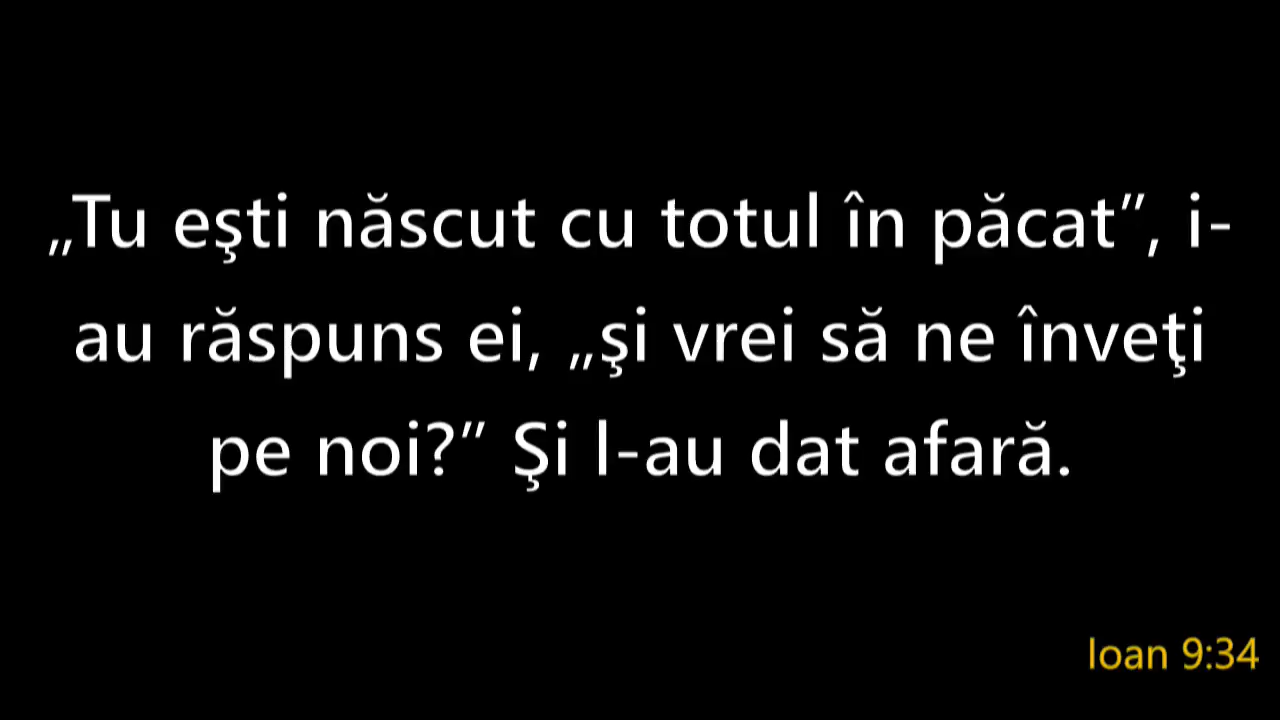 „Tu eşti născut cu totul în păcat”, i-
au răspuns ei, „şi vrei să ne înveţi
pe noi?” Şi l-au dat afară.
Ioan 9:34